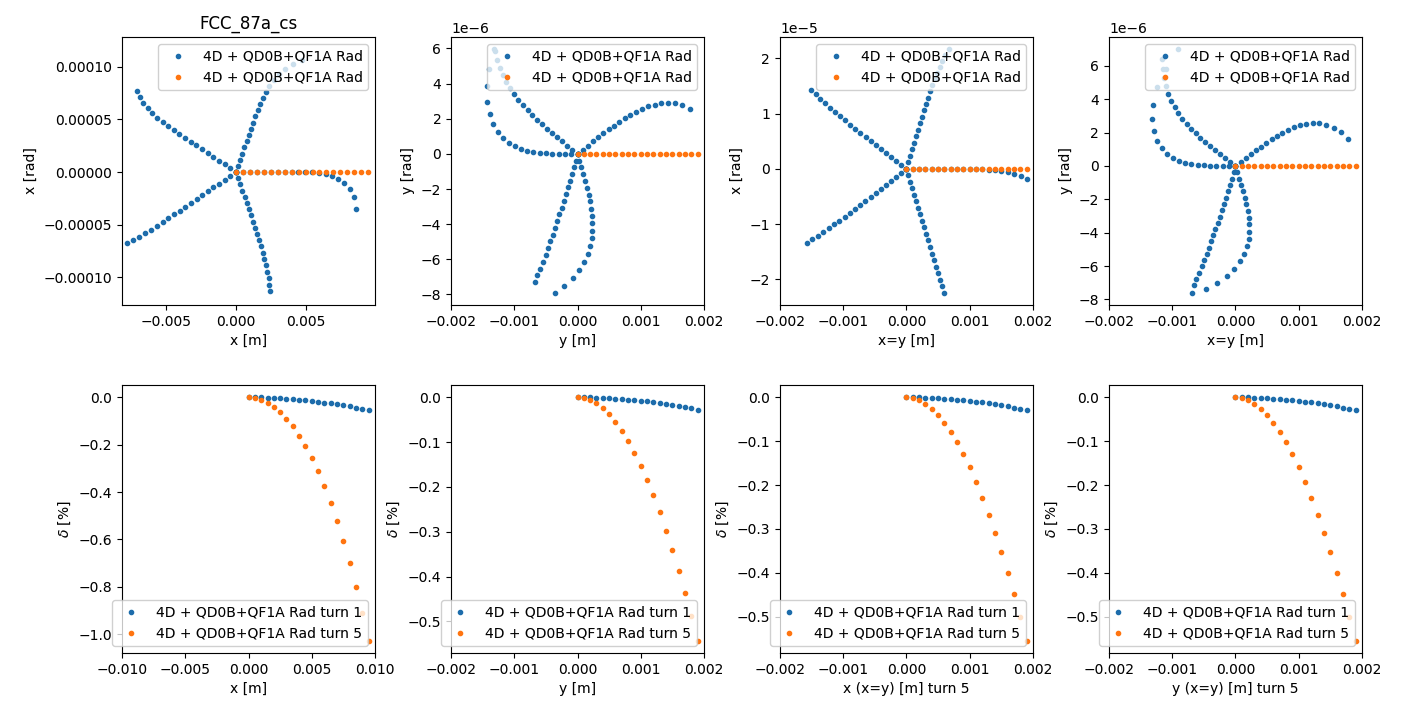 FCC_87a_cs
1e−6
1e−5
1e−6
4D + QD0B+QF1A Rad
4D + QD0B+QF1A Rad
4D + QD0B+QF1A Rad
4D + QD0B+QF1A Rad
4D + QD0B+QF1A Rad
4D + QD0B+QF1A Rad
4D + QD0B+QF1A Rad
4D + QD0B+QF1A Rad
x [rad]
0.00010
0.00005
0.00000
−0.00005
−0.00010
−0.005 0.000 0.005
x [m]
y [rad]
6
4
2
0
−2
−4
−6
−8
−0.002 −0.001 0.000 0.001 0.002
y [m]
x [rad]
2
1
0
−1
−2
−0.002 −0.001 0.000 0.001 0.002
x=y [m]
y [rad]
6
4
2
0
−2
−4
−6
−8
−0.002 −0.001 0.000 0.001 0.002
x=y [m]
δ [%]
0.0
−0.2
−0.4
−0.6
−0.8
−1.0
4D + QD0B+QF1A Rad turn 1
4D + QD0B+QF1A Rad turn 5
−0.010 −0.005 0.000 0.005 0.010
x [m]
δ [%]
0.0
−0.1
−0.2
−0.3
−0.4
−0.5
4D + QD0B+QF1A Rad turn 1
4D + QD0B+QF1A Rad turn 5
−0.002 −0.001 0.000 0.001 0.002
y [m]
δ [%]
0.0
−0.1
−0.2
−0.3
−0.4
−0.5
4D + QD0B+QF1A Rad turn 1
4D + QD0B+QF1A Rad turn 5
−0.002 −0.001 0.000 0.001 0.002
x (x=y) [m] turn 5
δ [%]
0.0
−0.1
−0.2
−0.3
−0.4
−0.5
4D + QD0B+QF1A Rad turn 1
4D + QD0B+QF1A Rad turn 5
−0.002 −0.001 0.000 0.001 0.002
y (x=y) [m] turn 5